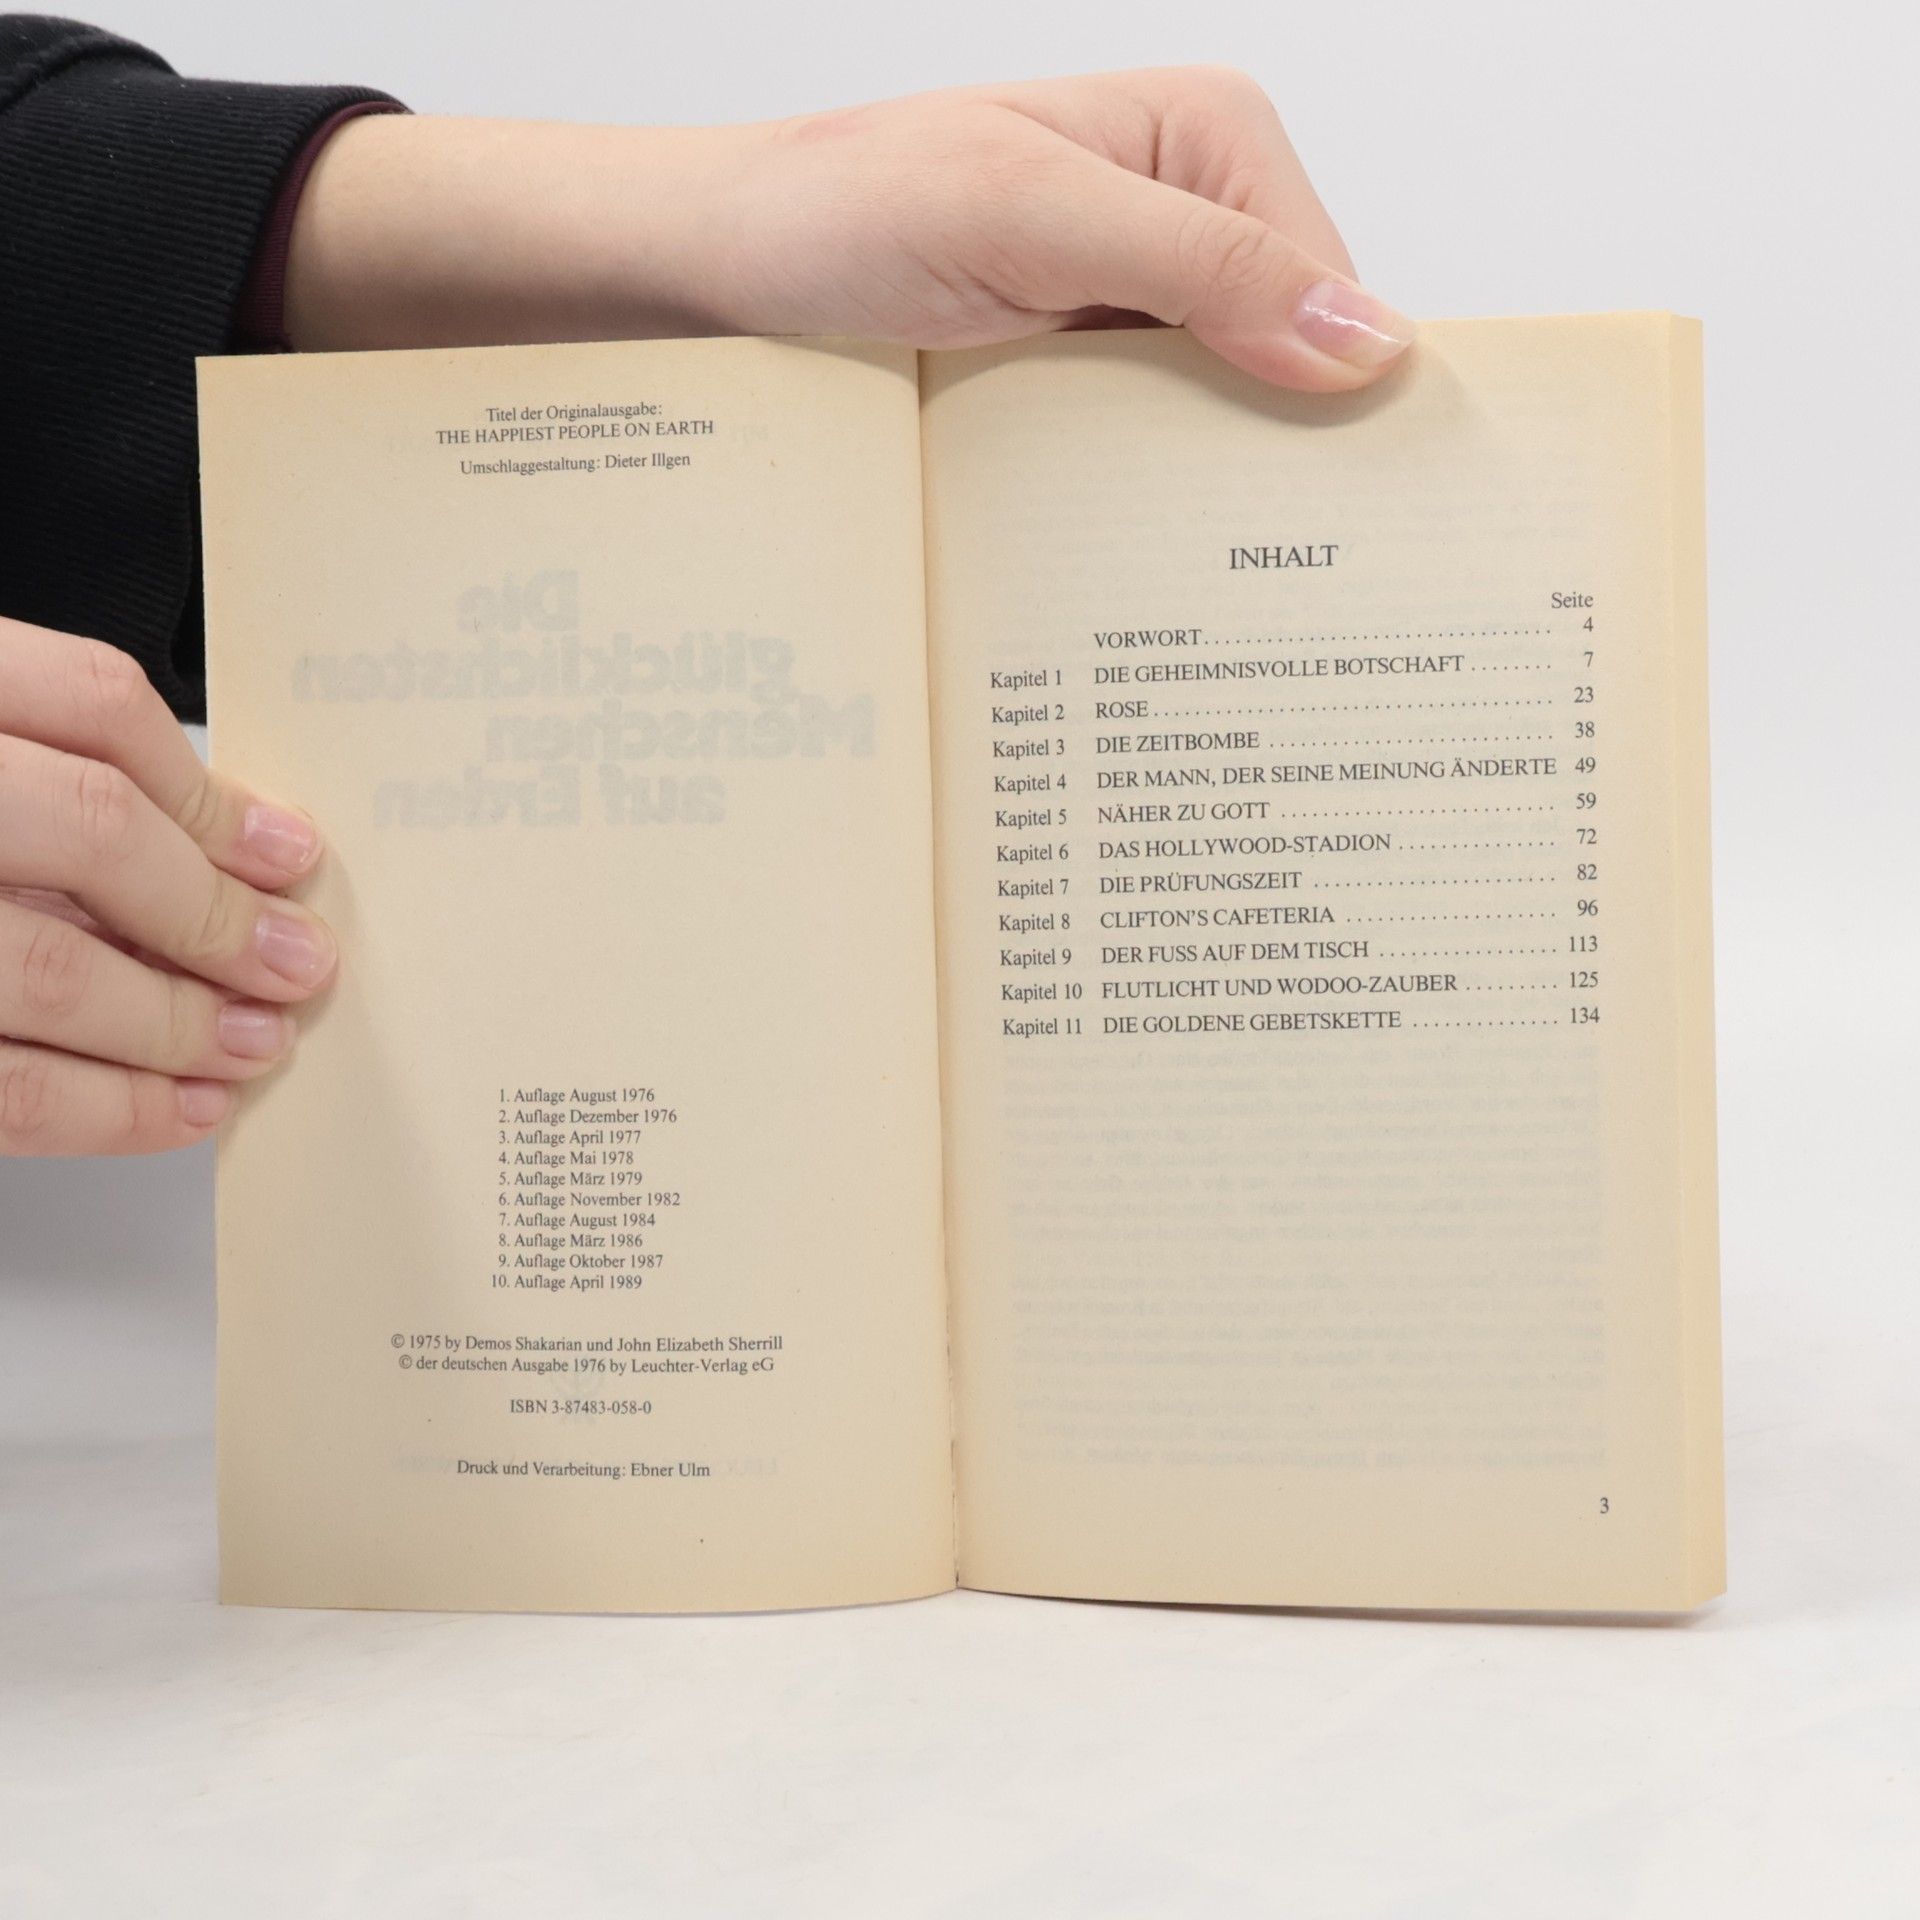 Titel der Originalausgabe:
THE HAPPIEST PEOPLE ON EARTH
Umschlaggestaltung: Dieter Illgen
1. Auflage August 1976
2. Auflage Dezember 1976
3. Auflage April 1977
4. Auflage Mai 1978
5. Auflage März 1979
6. Auflage November 1982
7. Auflage August 1984
8. Auflage März 1986
9. Auflage Oktober 1987
10. Auflage April 1989
© 1975 by Demos Shakarian und John Elizabeth Sherrill
© der deutschen Ausgabe 1976 by Leuchter-Verlag eG
ISBN 3-87483-058-0
Druck und Verarbeitung: Ebner Ulm
INHALT
Seite
VORWORT................................. 4
Kapitel 1 DIE GEHEIMNISVOLLE BOTSCHAFT ........ 7
Kapitel 2 ROSE...................................... 23
Kapitel 3 DIE ZEITBOMBE ........................... 38
Kapitel 4 DER MANN, DER SEINE MEINUNG ÄNDERTE 49
Kapitel 5 NÄHER ZU GOTT .......................... 59
Kapitel 6 DAS HOLLYWOOD-STADION ............... 72
Kapitel 7 DIE PRÜFUNGSZEIT ....................... 82
Kapitel 8 CLIFTON'S CAFETERIA .................... 96
Kapitel 9 DER FUSS AUF DEM TISCH ................. 113
Kapitel 10 FLUTLICHT UND WODOO-ZAUBER ......... 125
Kapitel 11 DIE GOLDENE GEBETSKETTE .............. 134
3